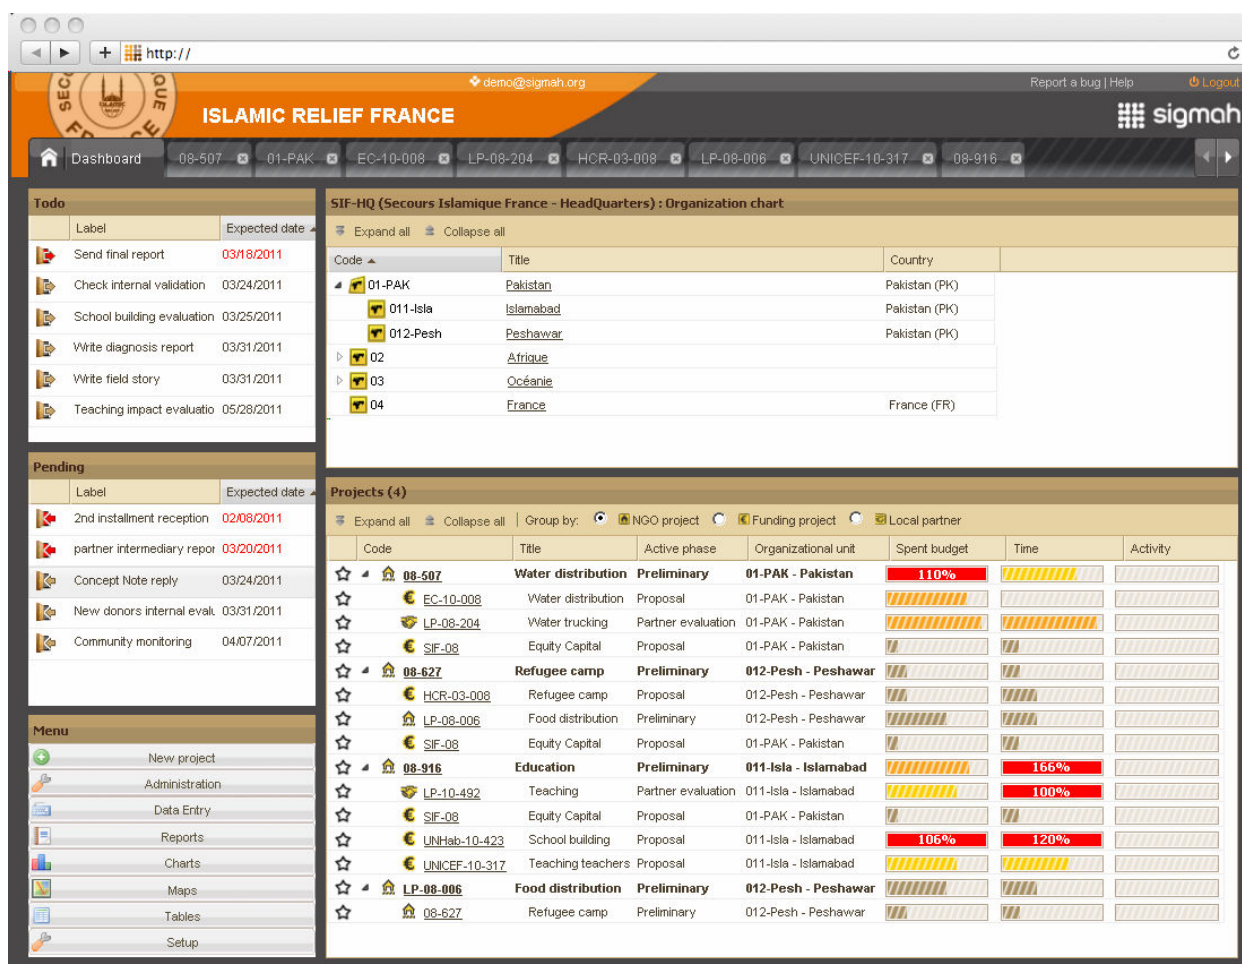 http://
SECOURS ISLAMIQUE FRANCE
demo@sigmah.org
Report a bug | Help
Logout
ISLAMIC RELIEF FRANCE
sigmah
Dashboard 08-507 01-PAK EC-10-008 LP-08-204 HCR-03-008 LP-08-006 UNICEF-10-317 08-916
Todo
Label Expected date
Send final report 03/18/2011
Check internal validation 03/24/2011
School building evaluation 03/25/2011
Write diagnosis report 03/31/2011
Write field story 03/31/2011
Teaching impact evaluatio 05/28/2011
Pending
Label Expected date
2nd installment reception 02/08/2011
partner intermediary repor 03/20/2011
Concept Note reply 03/24/2011
New donors internal evalu 03/31/2011
Community monitoring 04/07/2011
Menu
New project
Administration
Data Entry
Reports
Charts
Maps
Tables
Setup
SIF-HQ (Secours Islamique France - HeadQuarters) : Organization chart
Expand all Collapse all
Code Title Country
01-PAK Pakistan Pakistan (PK)
011-Isla Islamabad Pakistan (PK)
012-Pesh Peshawar Pakistan (PK)
02 Afrique
03 Océanie
04 France France (FR)
Projects (4)
Expand all Collapse all Group by: NGO project Funding project Local partner
Code Title Active phase Organizational unit Spent budget Time Activity
08-507 Water distribution Preliminary 01-PAK - Pakistan 110%
EC-10-008 Water distribution Proposal 01-PAK - Pakistan
LP-08-204 Water trucking Partner evaluation 01-PAK - Pakistan
SIF-08 Equity Capital Proposal 01-PAK - Pakistan
08-627 Refugee camp Preliminary 012-Pesh - Peshawar
HCR-03-008 Refugee camp Proposal 012-Pesh - Peshawar
LP-08-006 Food distribution Preliminary 012-Pesh - Peshawar
SIF-08 Equity Capital Proposal 01-PAK - Pakistan
08-916 Education Preliminary 011-Isla - Islamabad 166%
LP-10-492 Teaching Partner evaluation 011-Isla - Islamabad 100%
SIF-08 Equity Capital Proposal 01-PAK - Pakistan
UNHab-10-423 School building Proposal 011-Isla - Islamabad 106% 120%
UNICEF-10-317 Teaching teachers Proposal 011-Isla - Islamabad
LP-08-006 Food distribution Preliminary 012-Pesh - Peshawar
08-627 Refugee camp Preliminary 012-Pesh - Peshawar